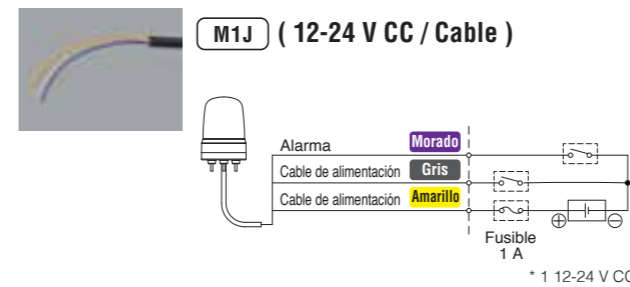 M1J ( 12-24 V CC / Cable )
Alarma Morado
Cable de alimentación Gris
Cable de alimentación Amarillo
Fusible
1 A
* 1 12-24 V CC